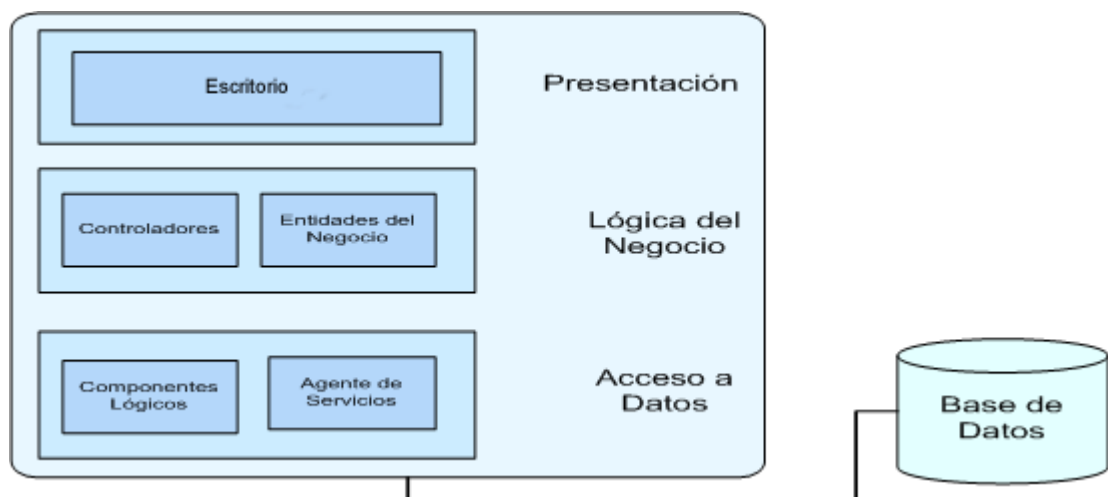 Escritorio
Presentación
Controladores
Entidades del
Negocio
Lógica del
Negocio
Componentes
Lógicos
Agente de
Servicios
Acceso a
Datos
Base de
Datos